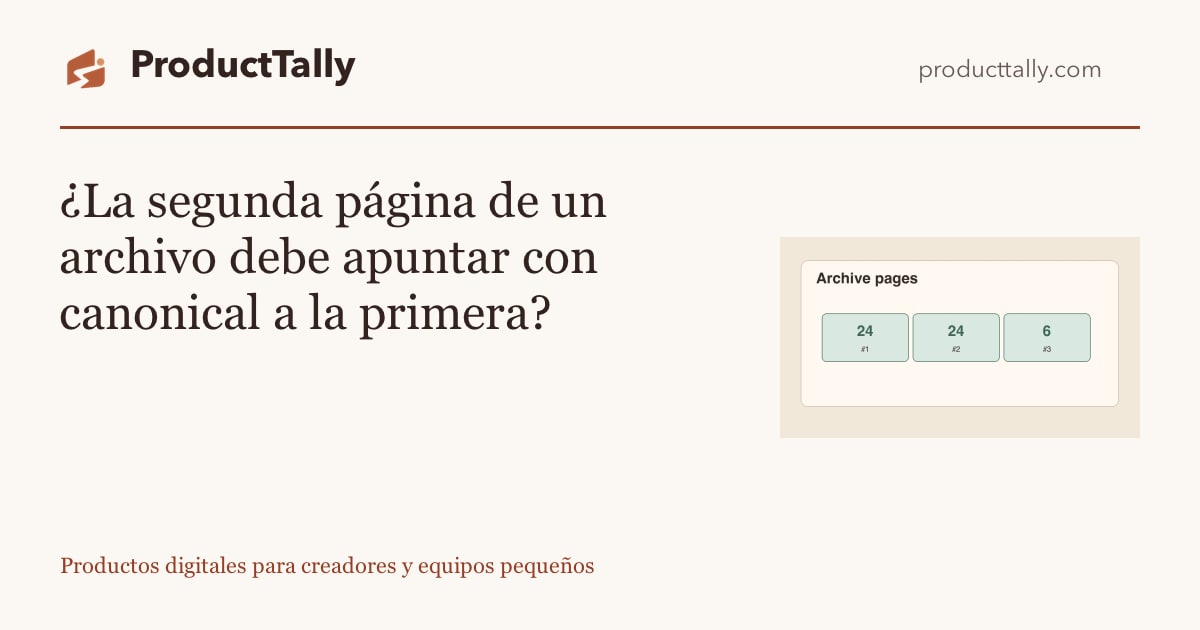 ProductTally
producttally.com
¿La segunda página de un
archivo debe apuntar con
canonical a la primera?
Archive pages
24
#1
24
#2
6
#3
Productos digitales para creadores y equipos pequeños